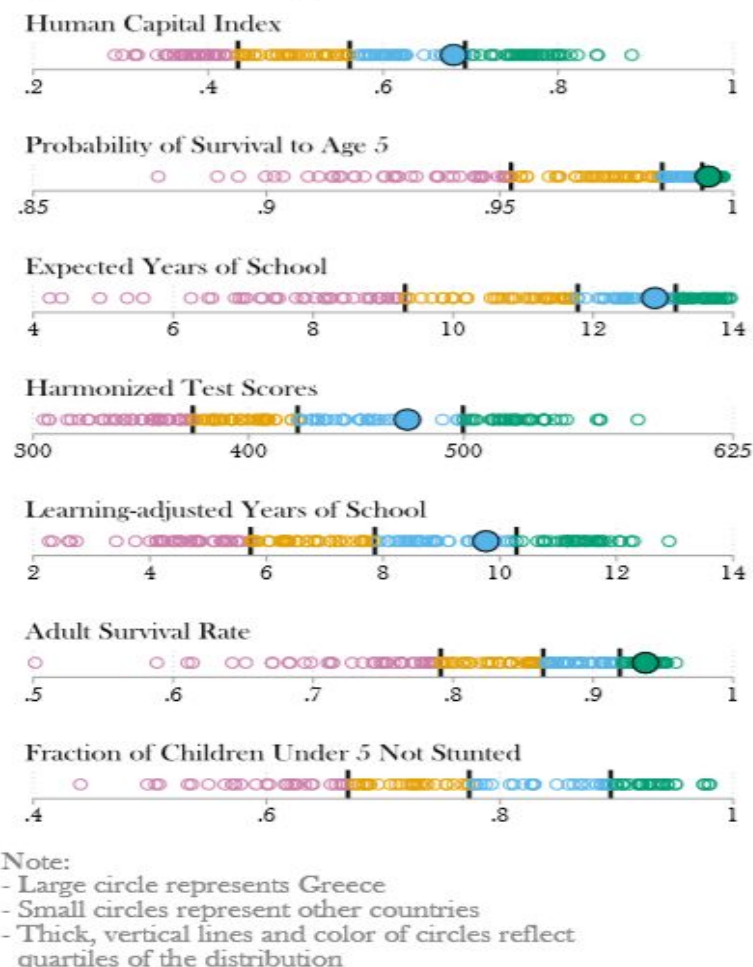 Human Capital Index
.2 .4 .6 .8 1
Probability of Survival to Age 5
.85 .9 .95 1
Expected Years of School
4 6 8 10 12 14
Harmonized Test Scores
300 400 500 625
Learning-adjusted Years of School
2 4 6 8 10 12 14
Adult Survival Rate
.5 .6 .7 .8 .9 1
Fraction of Children Under 5 Not Stunted
.4 .6 .8 1
Note:
- Large circle represents Greece
- Small circles represent other countries
- Thick, vertical lines and color of circles reflect
quartiles of the distribution